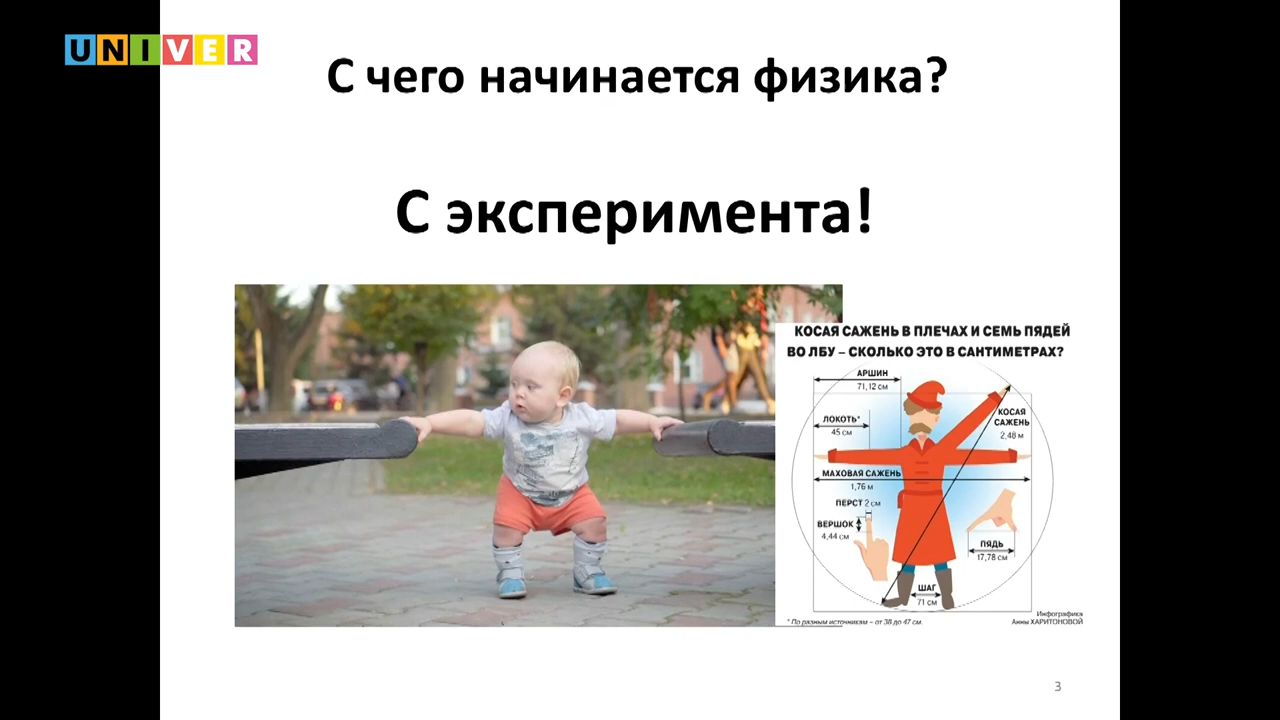 UNIVER
С чего начинается физика?
С эксперимента!
КОСАЯ САЖЕНЬ В ПЛЕЧАХ И СЕМЬ ПЯДЕЙ
ВО ЛБУ – СКОЛЬКО ЭТО В САНТИМЕТРАХ?
АРШИН
71,12 см
КОСАЯ
САЖЕНЬ
2,48 м
ЛОКОТЬ*
45 см
МАХОВАЯ САЖЕНЬ
1,76 м
ПЕРСТ 2 см
ВЕРШОК
4,44 см
ПЯДЬ
17,78 см
ШАГ
71 см
* По разным источникам – от 38 до 47 см.
Инфографика
Анны ХАРИТОНОВОЙ
3